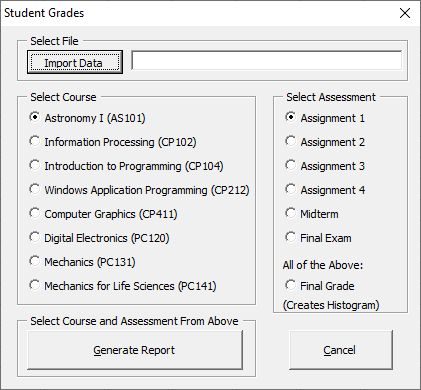 Student Grades
Select File
Import Data
Select Course
Astronomy I (AS101)
Information Processing (CP102)
Introduction to Programming (CP104)
Windows Application Programming (CP212)
Computer Graphics (CP411)
Digital Electronics (PC120)
Mechanics (PC131)
Mechanics for Life Sciences (PC141)
Select Assessment
Assignment 1
Assignment 2
Assignment 3
Assignment 4
Midterm
Final Exam
All of the Above:
Final Grade
(Creates Histogram)
Select Course and Assessment From Above
Generate Report
Cancel